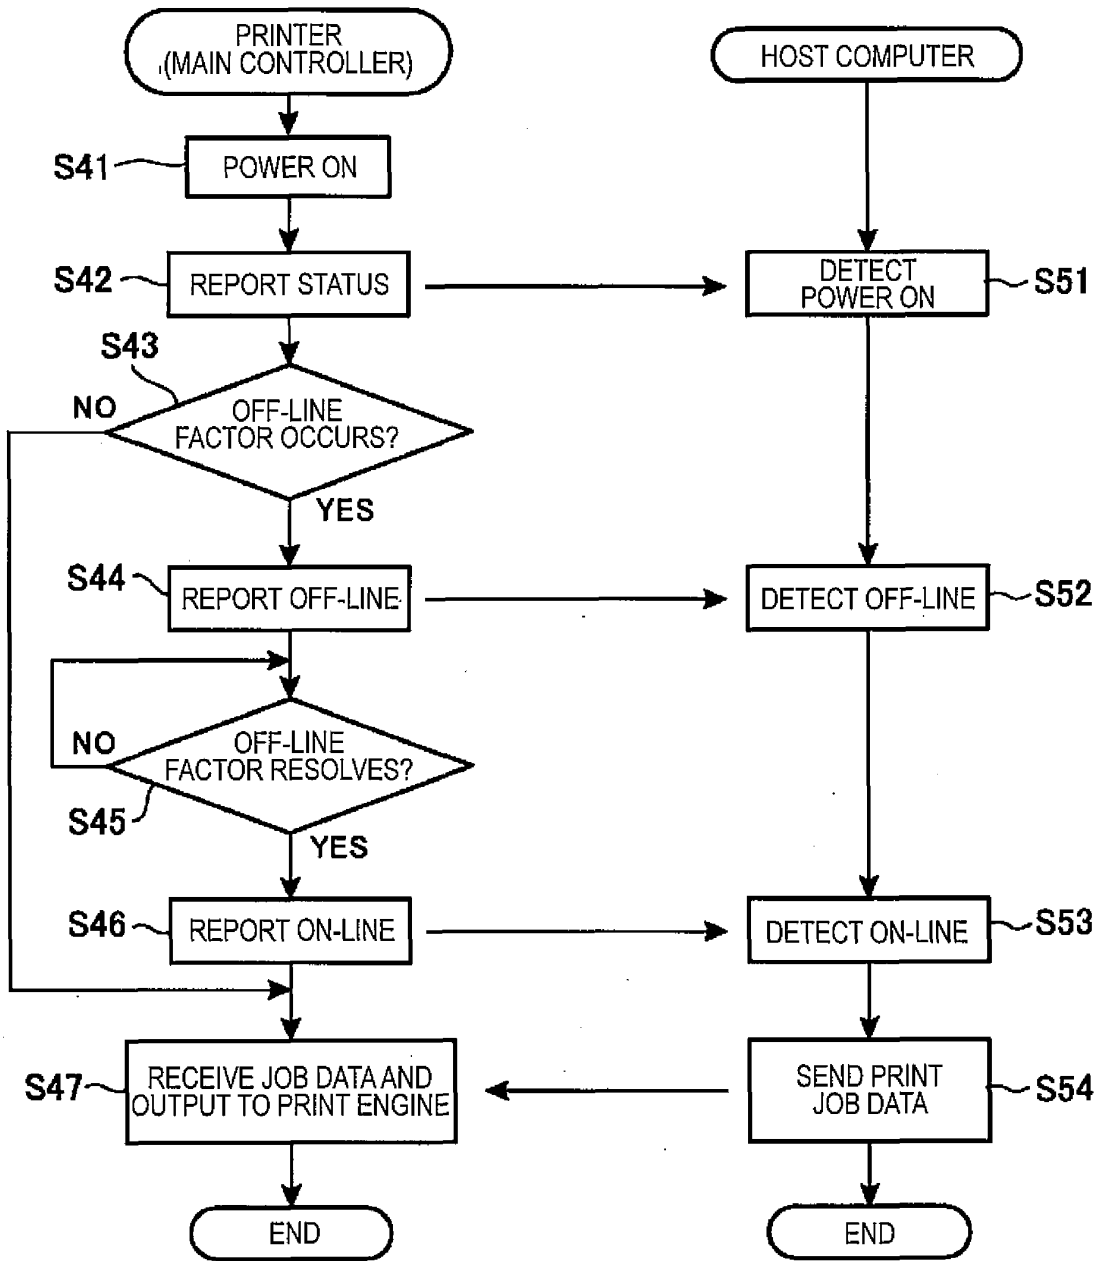 PRINTER
(MAIN CONTROLLER)
HOST COMPUTER
S41
POWER ON
S42
REPORT STATUS
DETECT
POWER ON
S51
S43
NO
OFF-LINE
FACTOR OCCURS?
YES
S44
REPORT OFF-LINE
DETECT OFF-LINE
S52
NO
OFF-LINE
FACTOR RESOLVES?
S45
YES
S46
REPORT ON-LINE
DETECT ON-LINE
S53
S47
RECEIVE JOB DATA AND
OUTPUT TO PRINT ENGINE
SEND PRINT
JOB DATA
S54
END
END